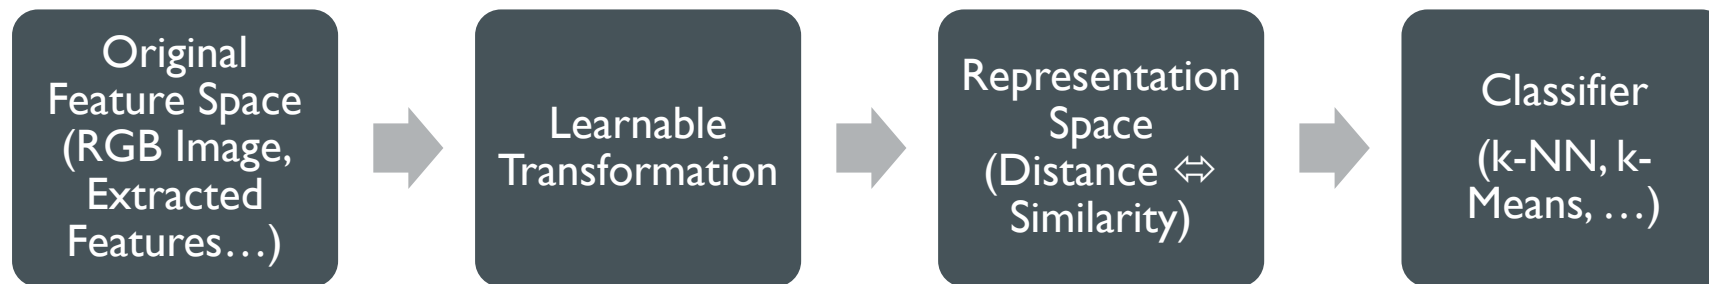 Original
Feature Space
(RGB Image,
Extracted
Features…)
Learnable
Transformation
Representation
Space
(Distance ⬄
Similarity)
Classifier
(k-NN, k-
Means, …)